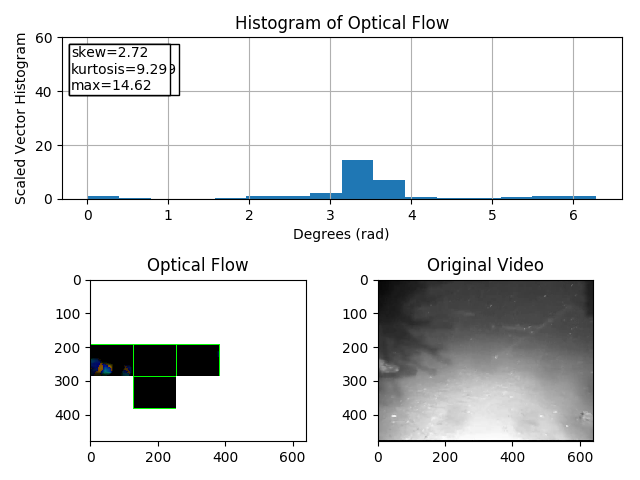 Histogram of Optical Flow
Scaled Vector Histogram
60
40
20
0
skew=2.72
kurtosis=9.299
max=14.62
0 1 2 3 4 5 6
Degrees (rad)
Optical Flow
0
100
200
300
400
0 200 400 600
Original Video
0
100
200
300
400
0 200 400 600